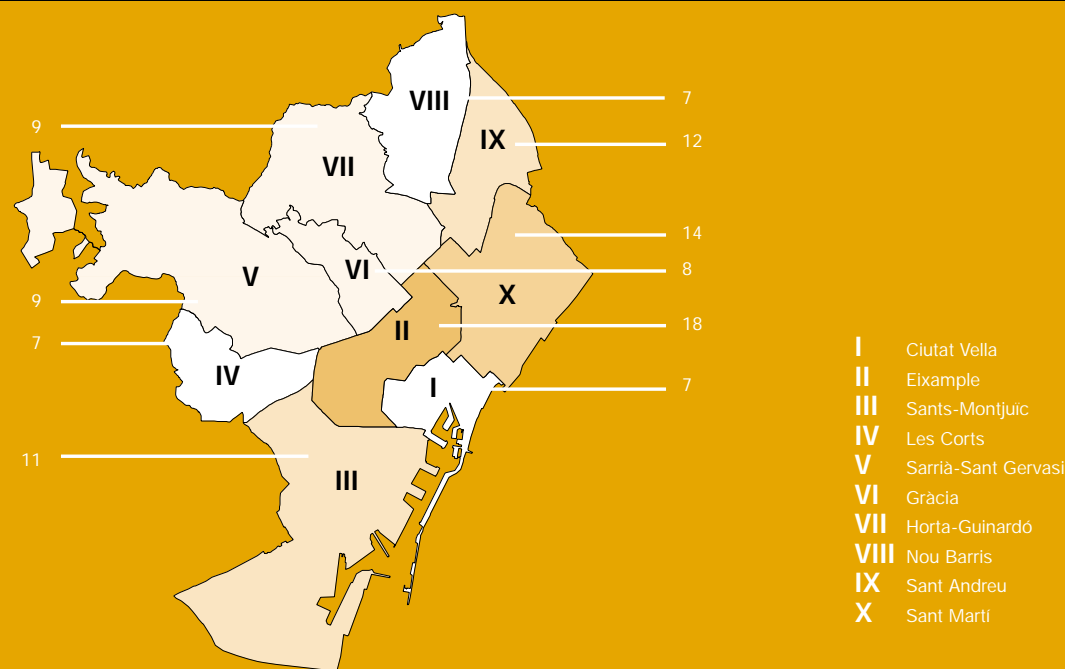 VIII
7
9
IX
12
VII
14
VI
8
V
X
9
18
II
7
IV
I
7
11
III
I Ciutat Vella
II Eixample
III Sants-Montjuïc
IV Les Corts
V Sarrià-Sant Gervasi
VI Gràcia
VII Horta-Guinardó
VIII Nou Barris
IX Sant Andreu
X Sant Martí